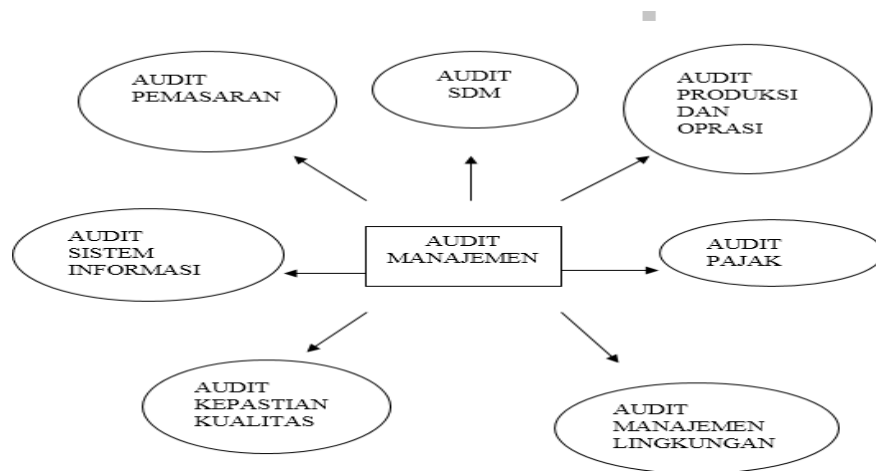 AUDIT
PEMASARAN
AUDIT
SDM
AUDIT
PRODUKSI
DAN
OPRASI
AUDIT
SISTEM
INFORMASI
AUDIT
MANAJEMEN
AUDIT
PAJAK
AUDIT
KEPASTIAN
KUALITAS
AUDIT
MANAJEMEN
LINGKUNGAN